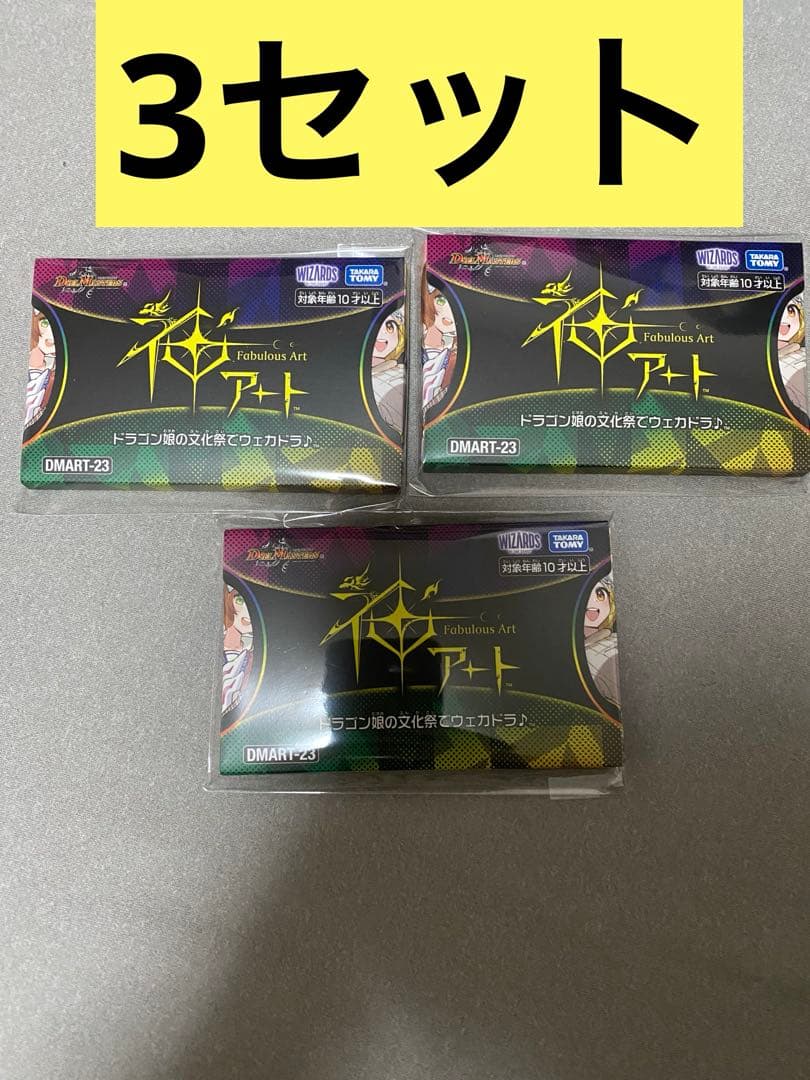 3セット
DUEL MASTERS
WIZARDS
TAKARA TOMY
対象年齢10才以上
神アート
Fabulous Art
ドラゴン娘の文化祭でウェカドラ♪
DMART-23
DUEL MASTERS
WIZARDS
TAKARA TOMY
対象年齢10才以上
神アート
Fabulous Art
ドラゴン娘の文化祭でウェカドラ♪
DMART-23
DUEL MASTERS
WIZARDS
TAKARA TOMY
対象年齢10才以上
神アート
Fabulous Art
ドラゴン娘の文化祭でウェカドラ♪
DMART-23